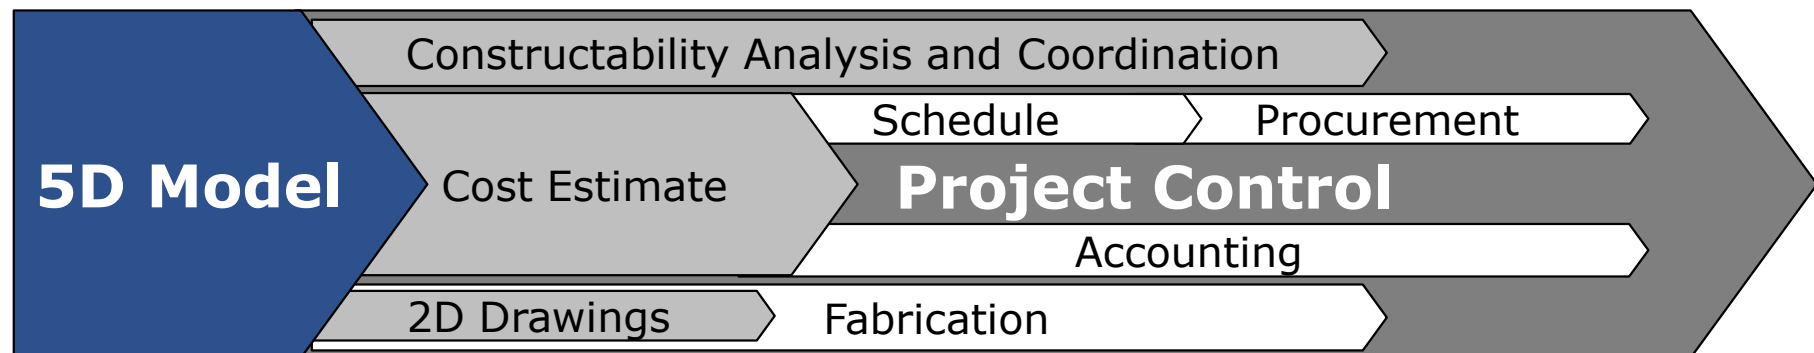 Constructability Analysis and Coordination
Schedule
Procurement
5D Model
Cost Estimate
Project Control
Accounting
2D Drawings
Fabrication